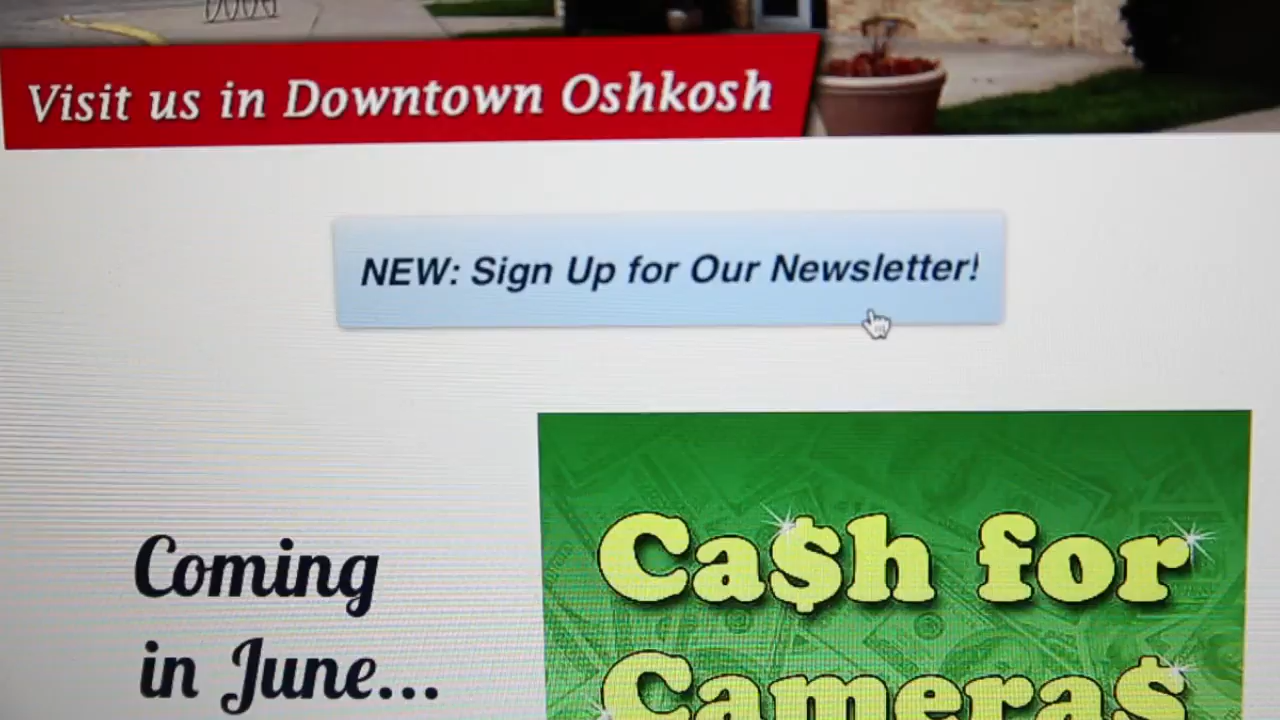 Visit us in Downtown Oshkosh
NEW: Sign Up for Our Newsletter!
Coming
in June...
Ca$h for
Camera$